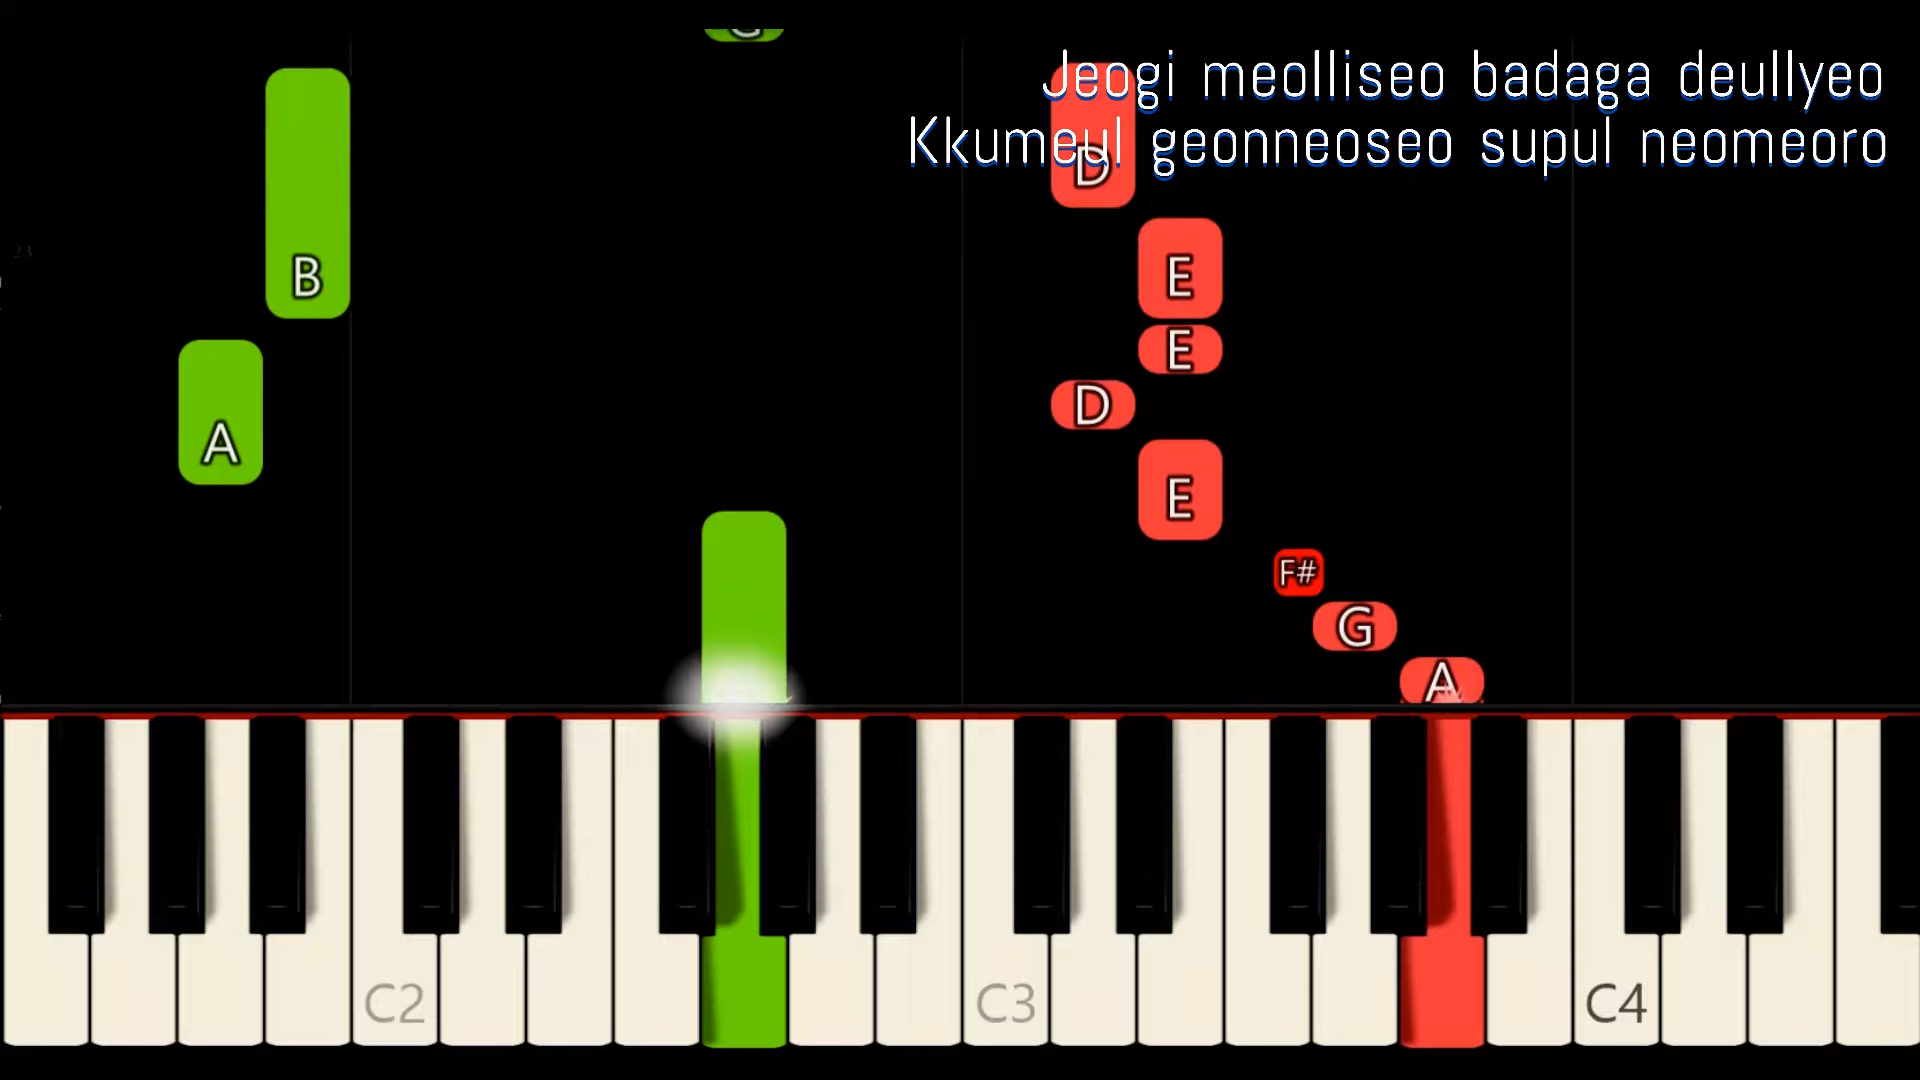 Jeogi meolliseo badaga deullyeo
Kkumeul geonneoseo supul neomeoro
D
E
B
E
D
A
E
F#
G
A
C2
C3
C4